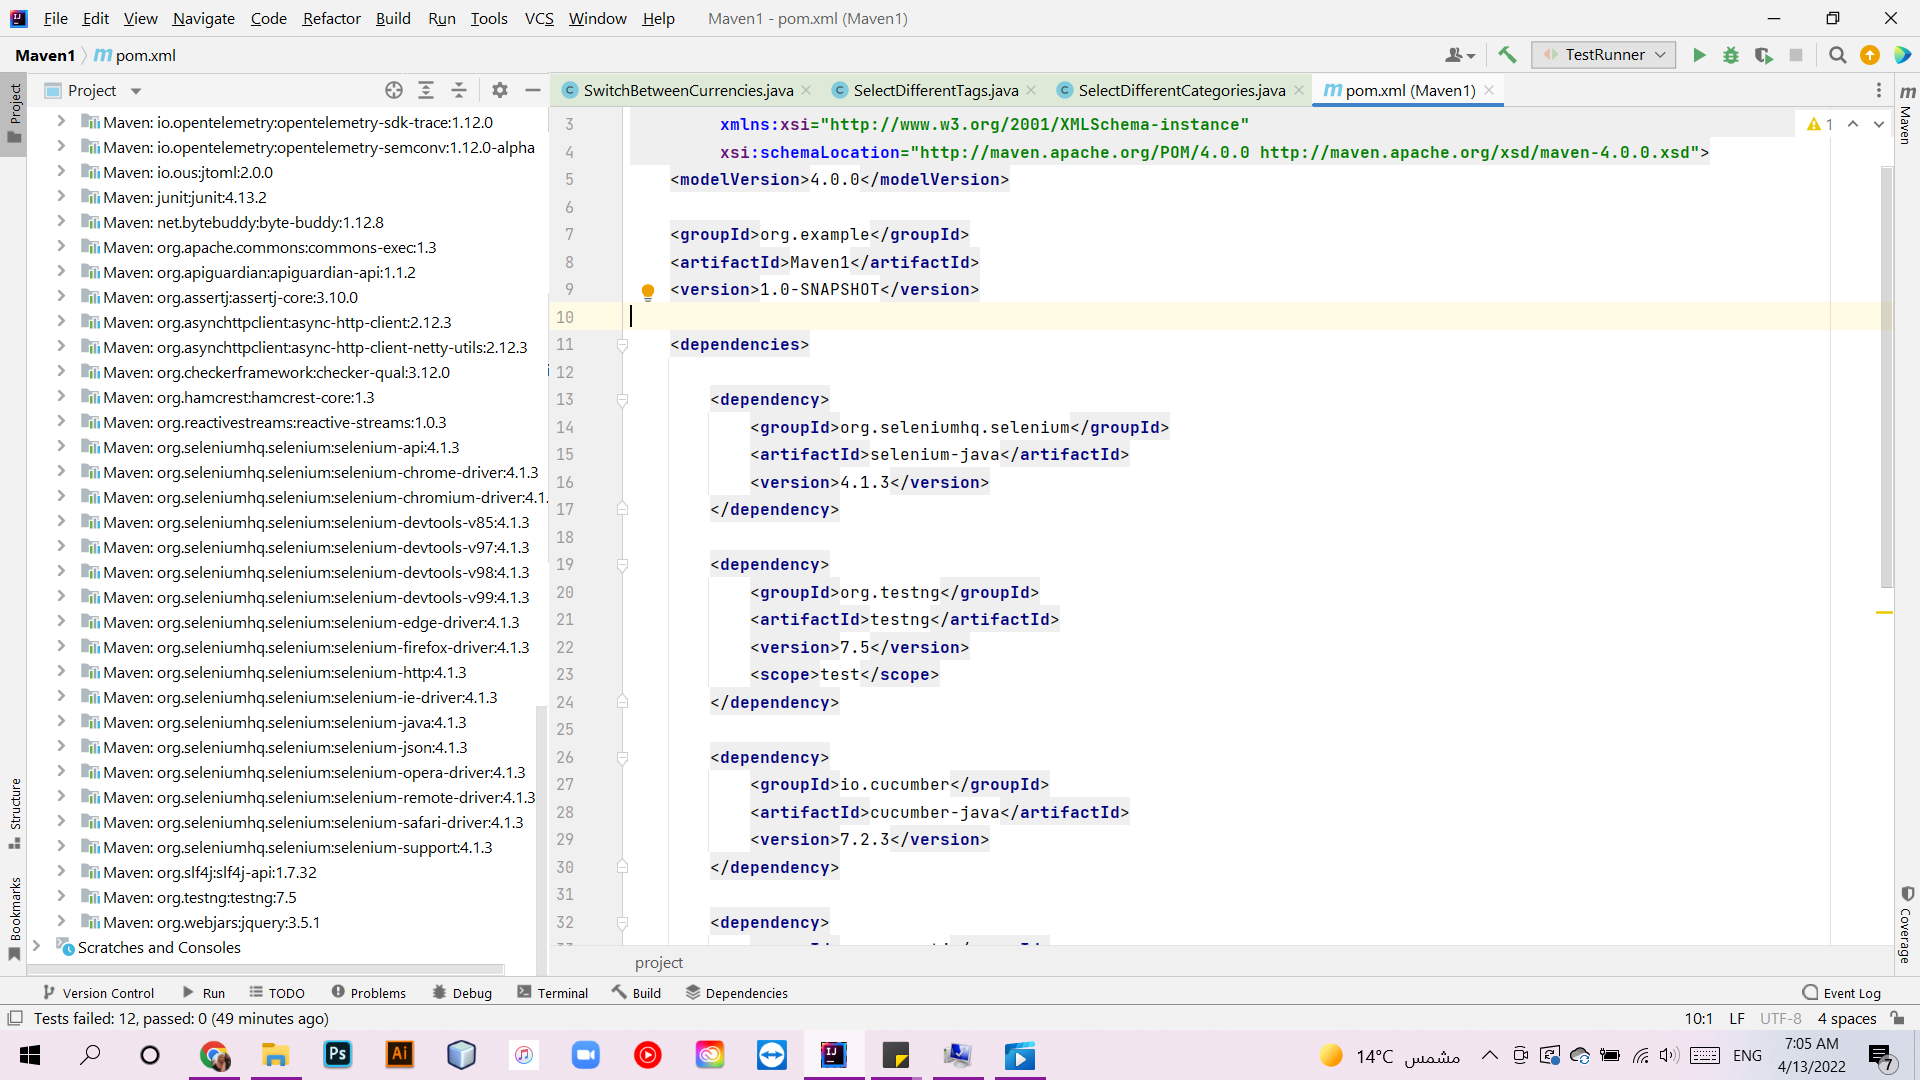 File Edit View Navigate Code Refactor Build Run Tools VCS Window Help Maven1 - pom.xml (Maven1)
Maven1 pom.xml
TestRunner
Project
SwitchBetweenCurrencies.java SelectDifferentTags.java SelectDifferentCategories.java pom.xml (Maven1)
Project
Structure
Bookmarks
Maven: io.opentelemetry:opentelemetry-sdk-trace:1.12.0
Maven: io.opentelemetry:opentelemetry-semconv:1.12.0-alpha
Maven: io.ous:jtoml:2.0.0
Maven: junit:junit:4.13.2
Maven: net.bytebuddy:byte-buddy:1.12.8
Maven: org.apache.commons:commons-exec:1.3
Maven: org.apiguardian:apiguardian-api:1.1.2
Maven: org.assertj:assertj-core:3.10.0
Maven: org.asynchttpclient:async-http-client:2.12.3
Maven: org.asynchttpclient:async-http-client-netty-utils:2.12.3
Maven: org.checkerframework:checker-qual:3.12.0
Maven: org.hamcrest:hamcrest-core:1.3
Maven: org.reactivestreams:reactive-streams:1.0.3
Maven: org.seleniumhq.selenium:selenium-api:4.1.3
Maven: org.seleniumhq.selenium:selenium-chrome-driver:4.1.3
Maven: org.seleniumhq.selenium:selenium-chromium-driver:4.1.
Maven: org.seleniumhq.selenium:selenium-devtools-v85:4.1.3
Maven: org.seleniumhq.selenium:selenium-devtools-v97:4.1.3
Maven: org.seleniumhq.selenium:selenium-devtools-v98:4.1.3
Maven: org.seleniumhq.selenium:selenium-devtools-v99:4.1.3
Maven: org.seleniumhq.selenium:selenium-edge-driver:4.1.3
Maven: org.seleniumhq.selenium:selenium-firefox-driver:4.1.3
Maven: org.seleniumhq.selenium:selenium-http:4.1.3
Maven: org.seleniumhq.selenium:selenium-ie-driver:4.1.3
Maven: org.seleniumhq.selenium:selenium-java:4.1.3
Maven: org.seleniumhq.selenium:selenium-json:4.1.3
Maven: org.seleniumhq.selenium:selenium-opera-driver:4.1.3
Maven: org.seleniumhq.selenium:selenium-remote-driver:4.1.3
Maven: org.seleniumhq.selenium:selenium-safari-driver:4.1.3
Maven: org.seleniumhq.selenium:selenium-support:4.1.3
Maven: org.slf4j:slf4j-api:1.7.32
Maven: org.testng:testng:7.5
Maven: org.webjars:jquery:3.5.1
Scratches and Consoles
3 xmlns:xsi="http://www.w3.org/2001/XMLSchema-instance"
4 xsi:schemaLocation="http://maven.apache.org/POM/4.0.0 http://maven.apache.org/xsd/maven-4.0.0.xsd">
5 <modelVersion>4.0.0</modelVersion>
6
7 <groupId>org.example</groupId>
8 <artifactId>Maven1</artifactId>
9 <version>1.0-SNAPSHOT</version>
10
11 <dependencies>
12
13 <dependency>
14 <groupId>org.seleniumhq.selenium</groupId>
15 <artifactId>selenium-java</artifactId>
16 <version>4.1.3</version>
17 </dependency>
18
19 <dependency>
20 <groupId>org.testng</groupId>
21 <artifactId>testng</artifactId>
22 <version>7.5</version>
23 <scope>test</scope>
24 </dependency>
25
26 <dependency>
27 <groupId>io.cucumber</groupId>
28 <artifactId>cucumber-java</artifactId>
29 <version>7.2.3</version>
30 </dependency>
31
32 <dependency>
1
project
Maven
Coverage
Version Control Run TODO Problems Debug Terminal Build Dependencies Event Log
Tests failed: 12, passed: 0 (49 minutes ago) 10:1 LF UTF-8 4 spaces
Ps Ai 14°C مشمس ENG 7:05 AM
4/13/2022 7